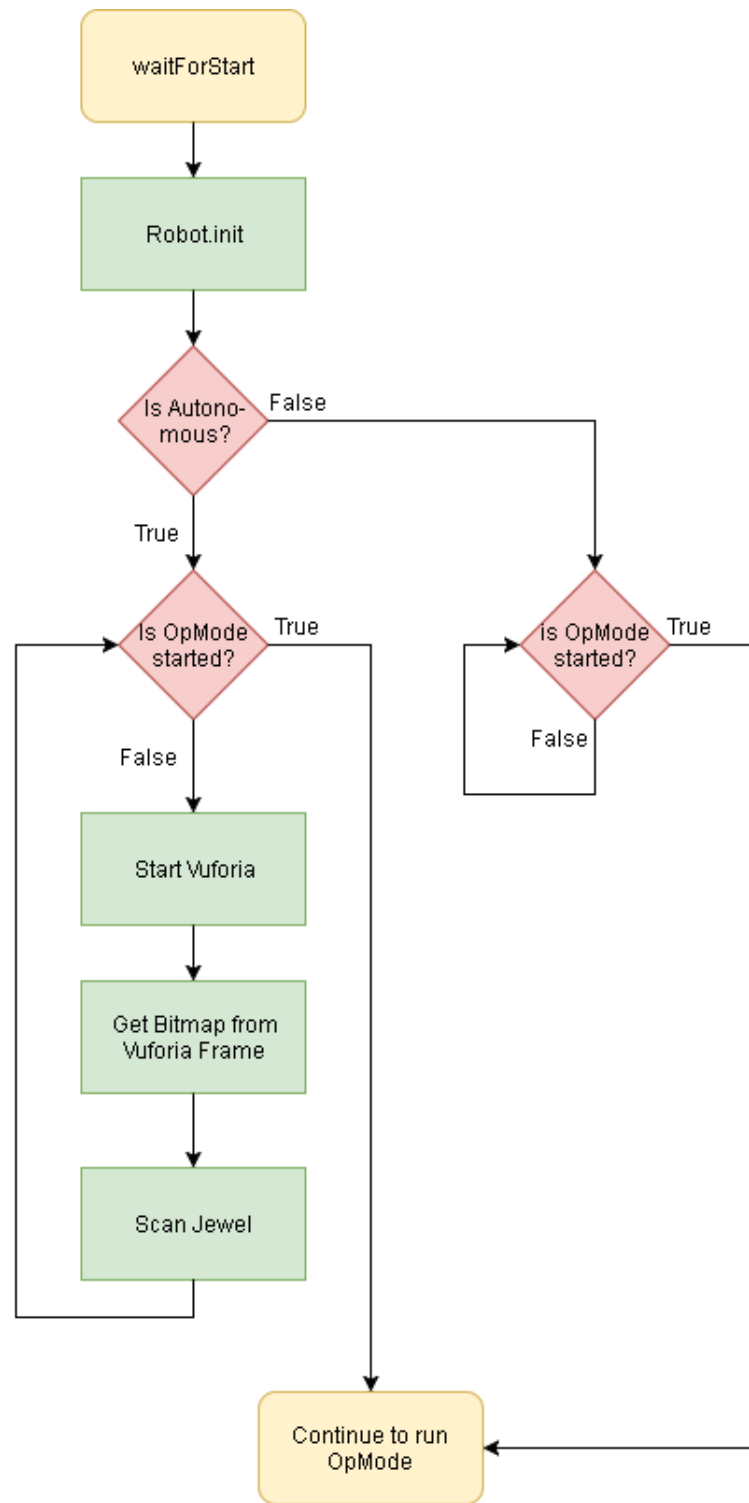 waitForStart
Robot.init
Is Autono-
mous?
False
True
Is OpMode
started?
True
is OpMode
started?
True
False
False
Start Vuforia
Get Bitmap from
Vuforia Frame
Scan Jewel
Continue to run
OpMode